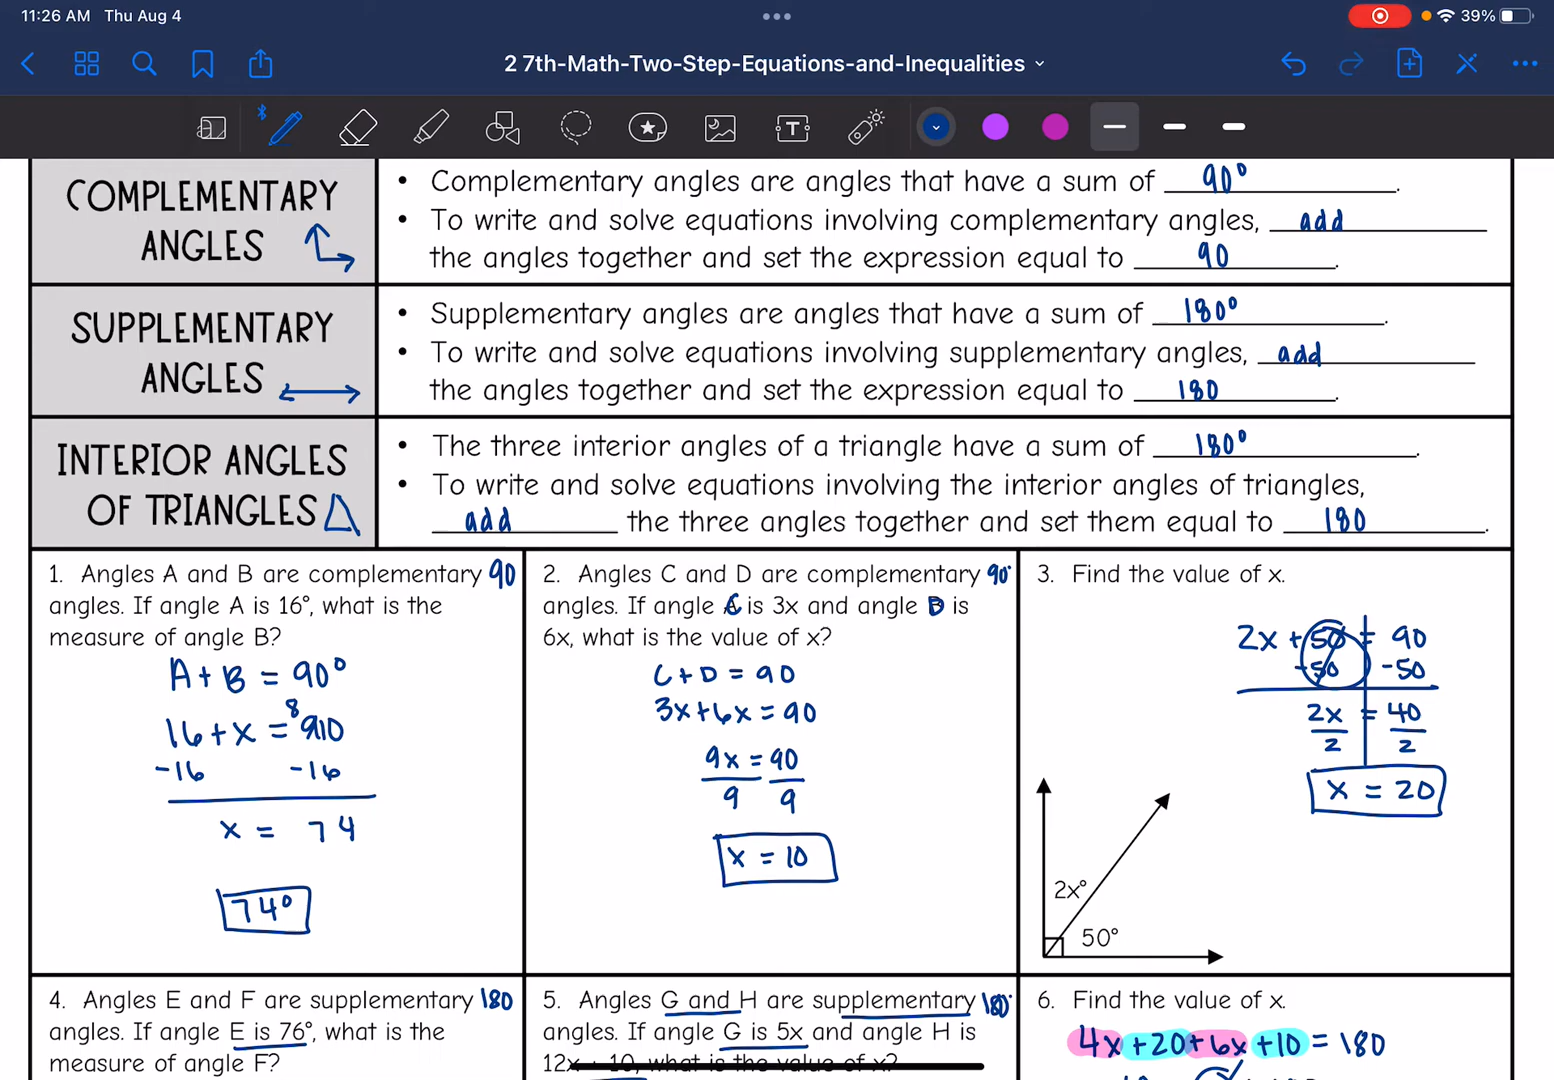 11:26 AM Thu Aug 4
39%
2 7th-Math-Two-Step-Equations-and-Inequalities
COMPLEMENTARY
ANGLES
• Complementary angles are angles that have a sum of 90°.
• To write and solve equations involving complementary angles, add
the angles together and set the expression equal to 90.
SUPPLEMENTARY
ANGLES
• Supplementary angles are angles that have a sum of 180°.
• To write and solve equations involving supplementary angles, add
the angles together and set the expression equal to 180.
INTERIOR ANGLES
OF TRIANGLES
• The three interior angles of a triangle have a sum of 180°.
• To write and solve equations involving the interior angles of triangles,
add the three angles together and set them equal to 180.
1. Angles A and B are complementary 90
angles. If angle A is 16°, what is the
measure of angle B?
A + B = 90°
16 + x = 90
-16 -16
x = 74
74°
2. Angles C and D are complementary 90°
angles. If angle C is 3x and angle D is
6x, what is the value of x?
C + D = 90
3x + 6x = 90
9x = 90
9 9
x = 10
3. Find the value of x.
2x + 50 = 90
-50 -50
2x = 40
2 2
x = 20
2x°
50°
4. Angles E and F are supplementary 180
angles. If angle E is 76°, what is the
measure of angle F?
5. Angles G and H are supplementary 180°
angles. If angle G is 5x and angle H is
12x + 10, what is the value of x?
6. Find the value of x.
4x + 20 + 6x + 10 = 180